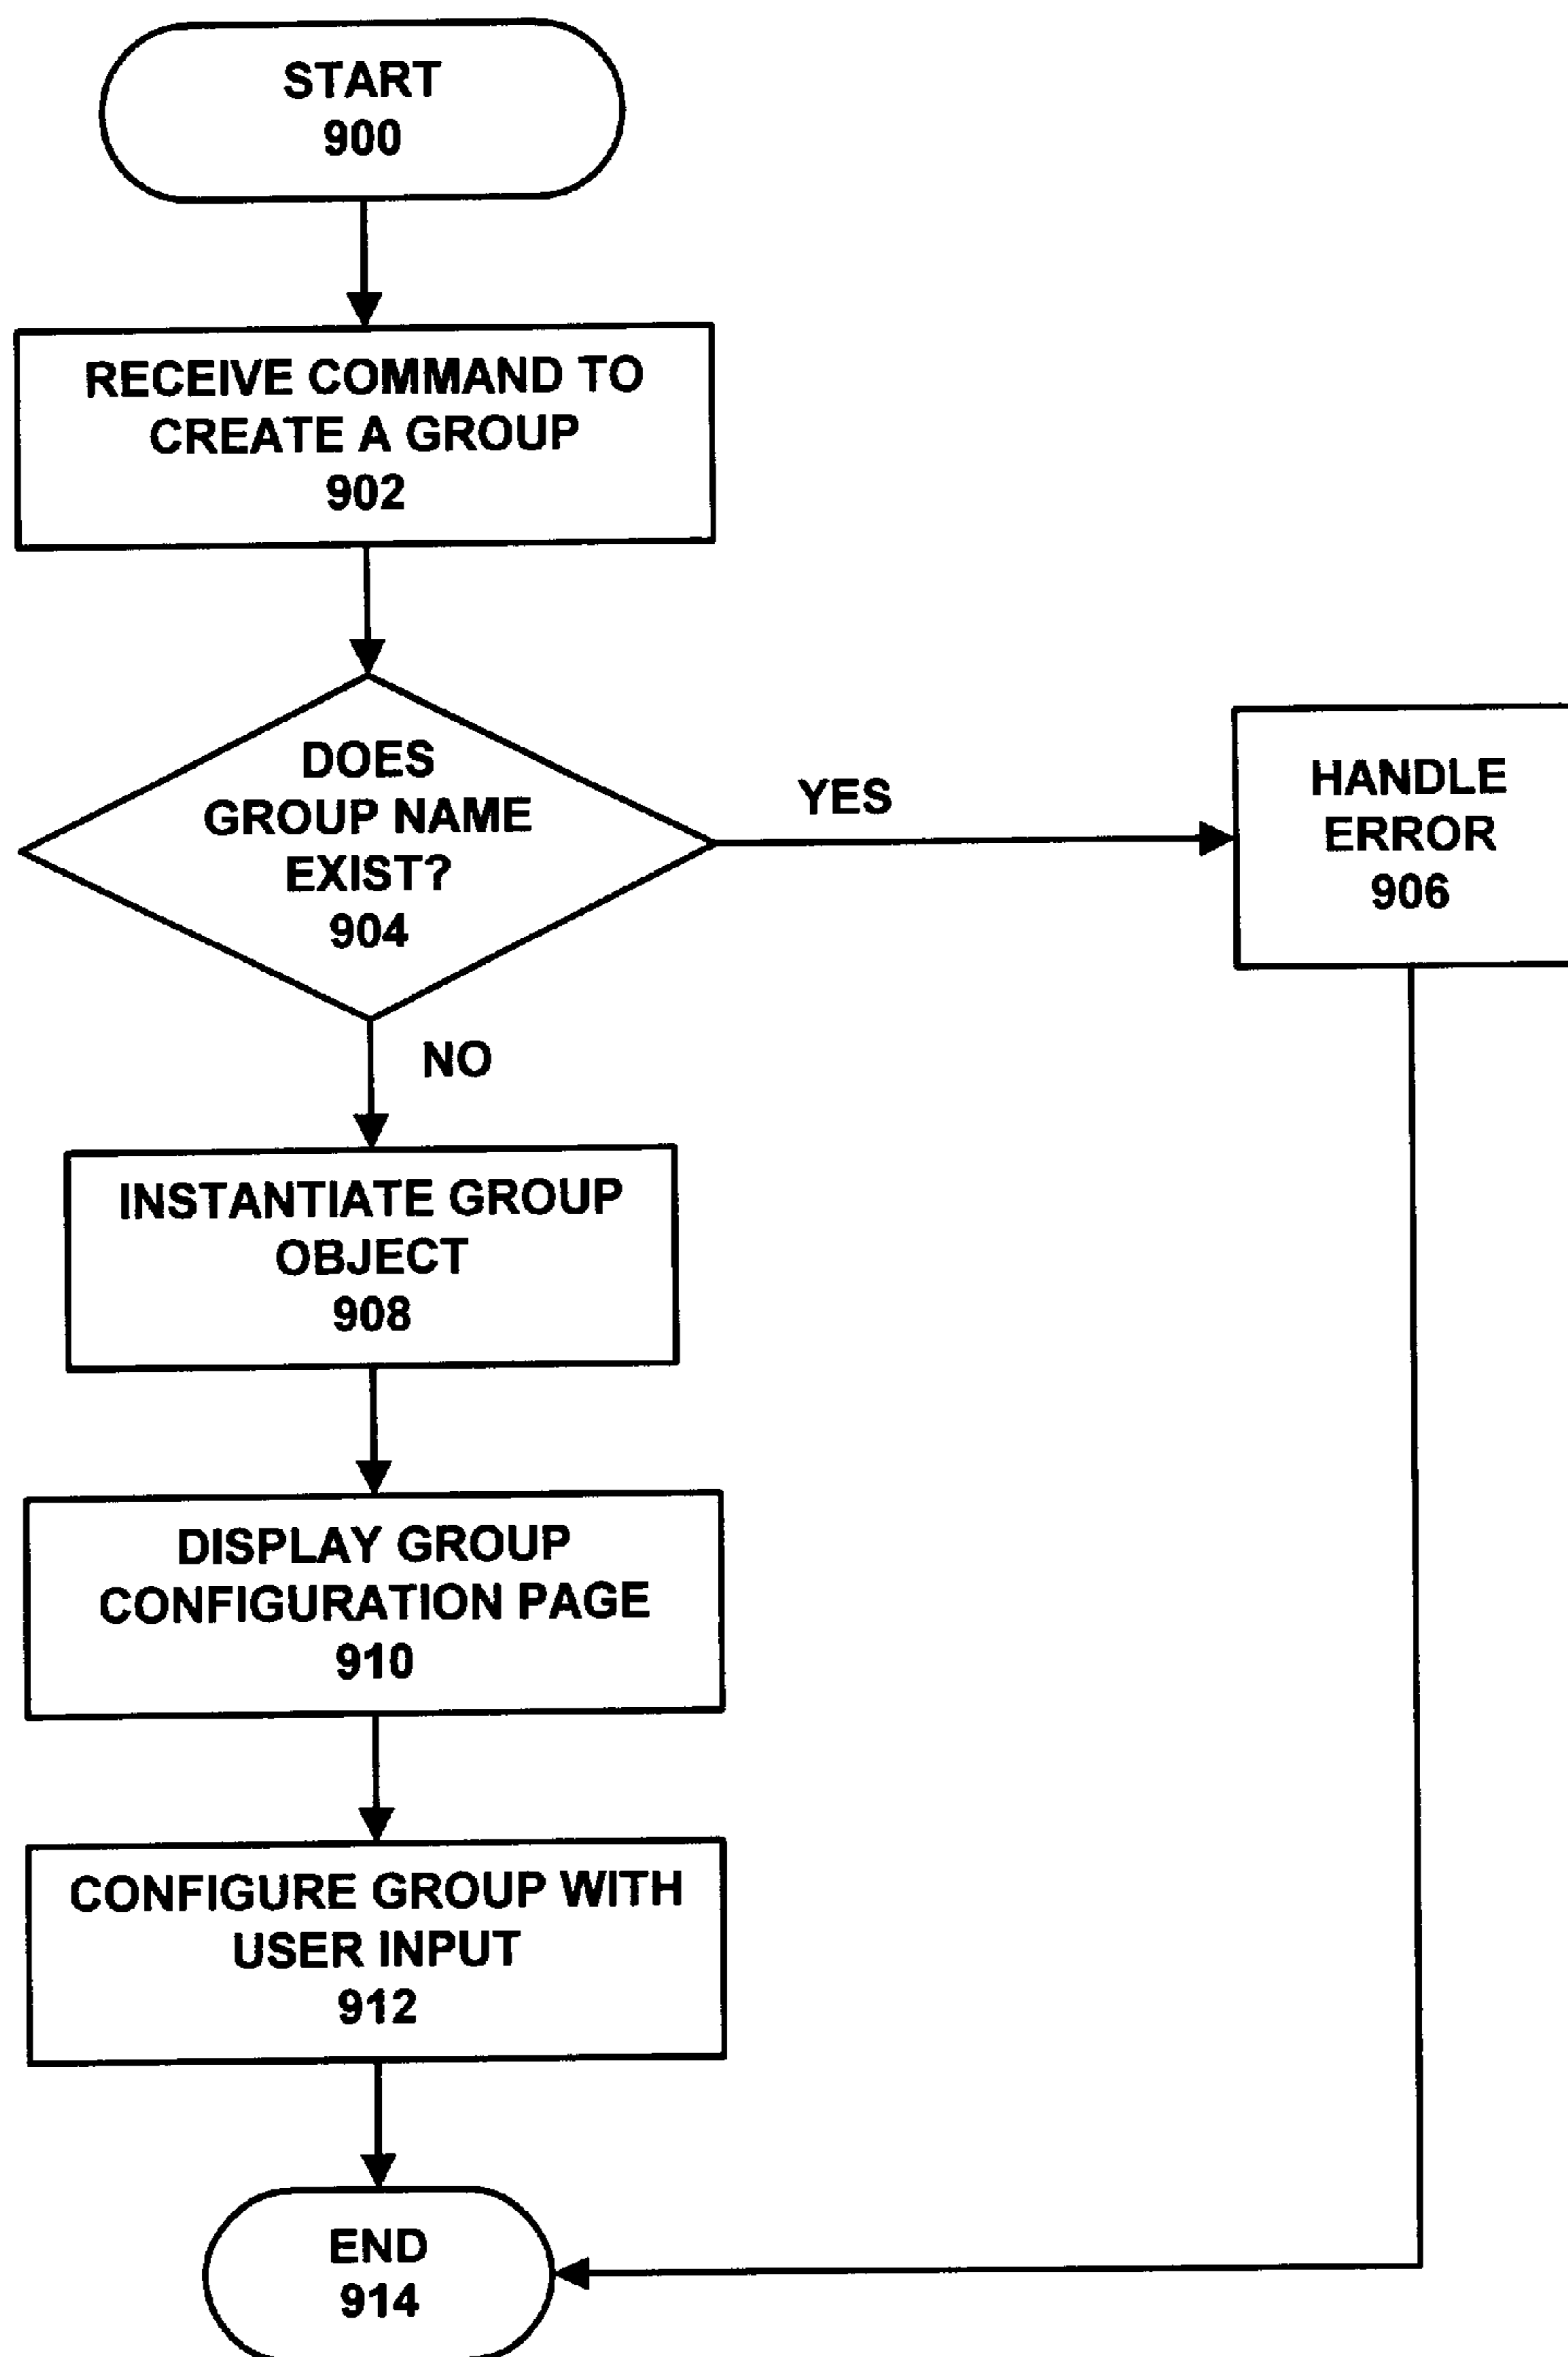 START
900
RECEIVE COMMAND TO
CREATE A GROUP
902
DOES
GROUP NAME
EXIST?
904
YES
HANDLE
ERROR
906
NO
INSTANTIATE GROUP
OBJECT
908
DISPLAY GROUP
CONFIGURATION PAGE
910
CONFIGURE GROUP WITH
USER INPUT
912
END
914